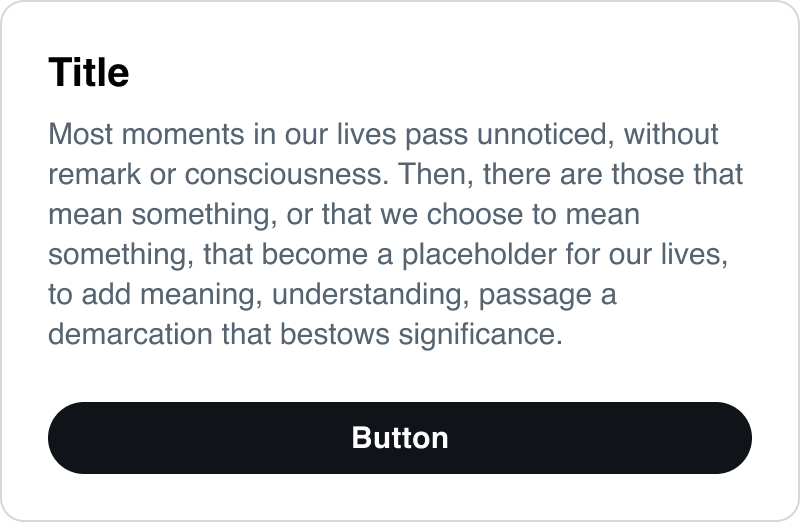 Title
Most moments in our lives pass unnoticed, without
remark or consciousness. Then, there are those that
mean something, or that we choose to mean
something, that become a placeholder for our lives,
to add meaning, understanding, passage a
demarcation that bestows significance.
Button